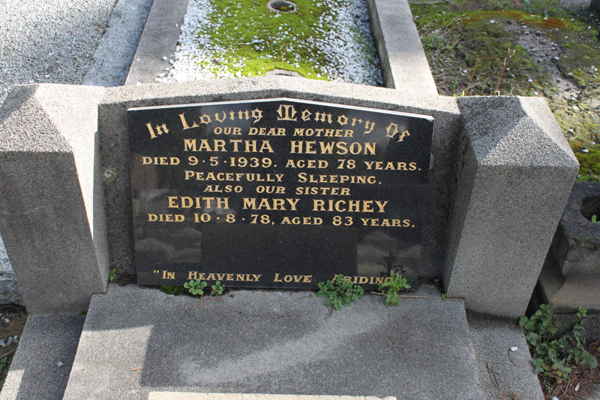 In Loving Memory Of
OUR DEAR MOTHER
MARTHA HEWSON
DIED 9·5·1939. AGED 78 YEARS.
PEACEFULLY SLEEPING.
ALSO OUR SISTER
EDITH MARY RICHEY
DIED 10·8·78, AGED 83 YEARS.
"IN HEAVENLY LOVE ABIDING